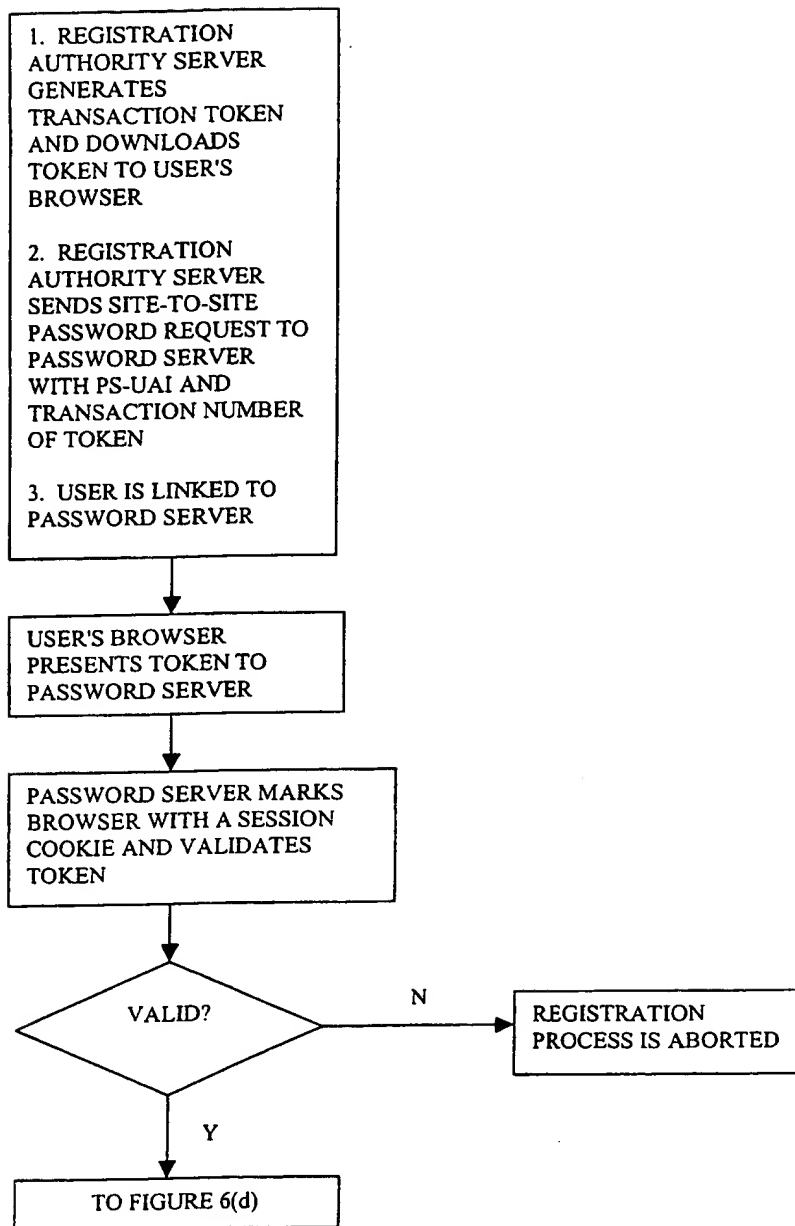 1. REGISTRATION
AUTHORITY SERVER
GENERATES
TRANSACTION TOKEN
AND DOWNLOADS
TOKEN TO USER'S
BROWSER
2. REGISTRATION
AUTHORITY SERVER
SENDS SITE-TO-SITE
PASSWORD REQUEST TO
PASSWORD SERVER
WITH PS-UAI AND
TRANSACTION NUMBER
OF TOKEN
3. USER IS LINKED TO
PASSWORD SERVER
USER'S BROWSER
PRESENTS TOKEN TO
PASSWORD SERVER
PASSWORD SERVER MARKS
BROWSER WITH A SESSION
COOKIE AND VALIDATES
TOKEN
VALID?
N
REGISTRATION
PROCESS IS ABORTED
Y
TO FIGURE 6(d)